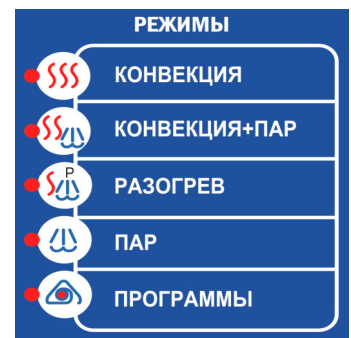 РЕЖИМЫ
КОНВЕКЦИЯ
КОНВЕКЦИЯ+ПАР
P
РАЗОГРЕВ
ПАР
ПРОГРАММЫ